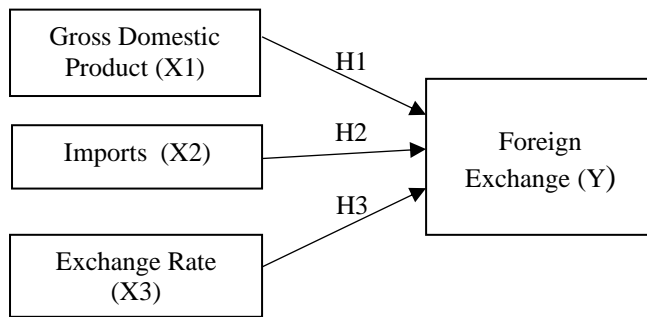 Gross Domestic
Product (X1)
H1
Imports (X2)
H2
Foreign
Exchange (Y)
H3
Exchange Rate
(X3)